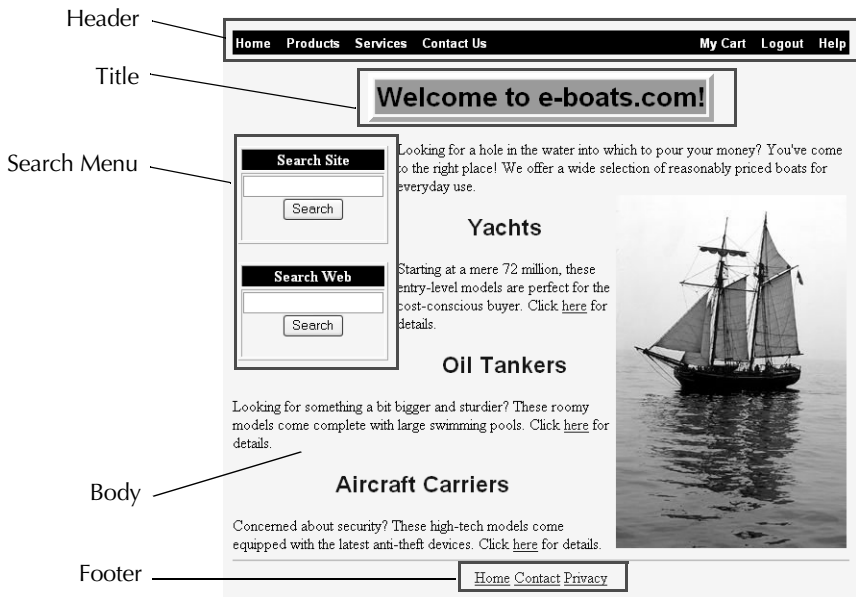 Header
Home Products Services Contact Us My Cart Logout Help
Title
Welcome to e-boats.com!
Search Menu
Search Site
Search
Search Web
Search
Looking for a hole in the water into which to pour your money? You've come
to the right place! We offer a wide selection of reasonably priced boats for
everyday use.
Yachts
Starting at a mere 72 million, these
entry-level models are perfect for the
cost-conscious buyer. Click here for
details.
Oil Tankers
Looking for something a bit bigger and sturdier? These roomy
models come complete with large swimming pools. Click here for
details.
Body
Aircraft Carriers
Concerned about security? These high-tech models come
equipped with the latest anti-theft devices. Click here for details.
Footer
Home Contact Privacy